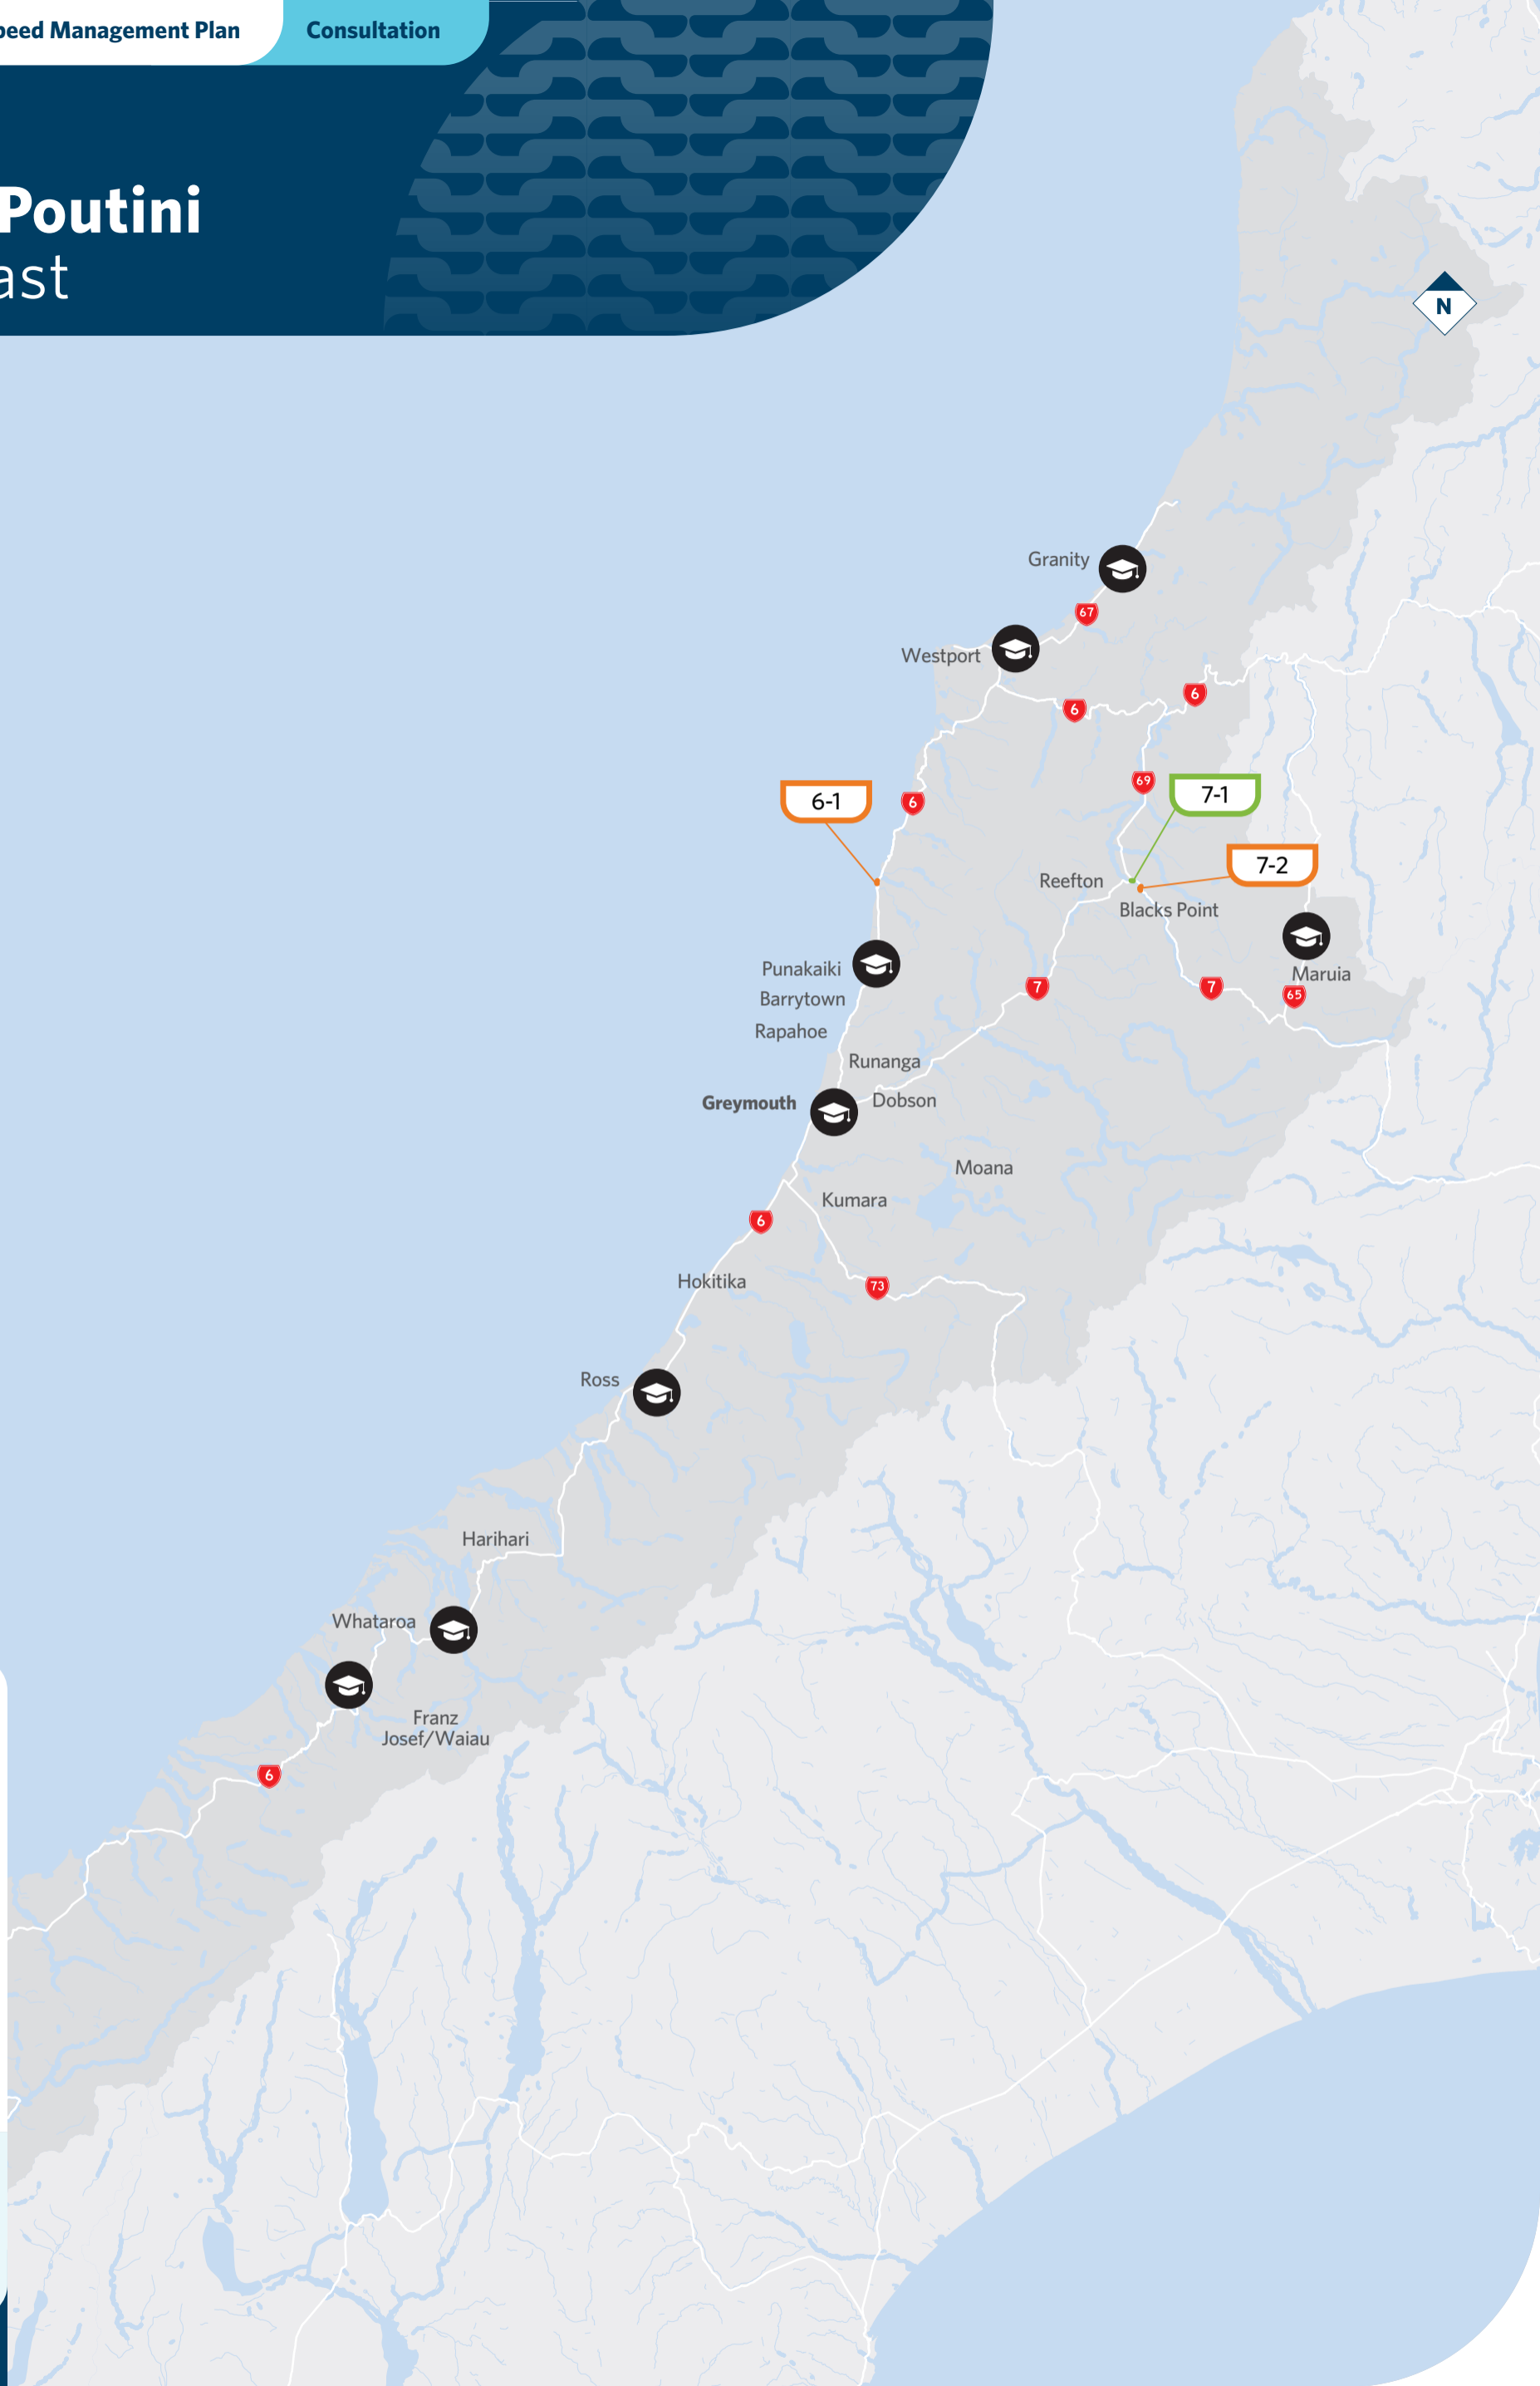 peed Management Plan
Consultation
Poutini
ast
N
Granity
67
Westport
6
6
69
7-1
6-1
6
7-2
Reefton
Blacks Point
Punakaiki
Maruia
7
7
65
Barrytown
Rapahoe
Runanga
Greymouth
Dobson
Moana
Kumara
6
Hokitika
73
Ross
Harihari
Whataroa
Franz
Josef/Waiau
6